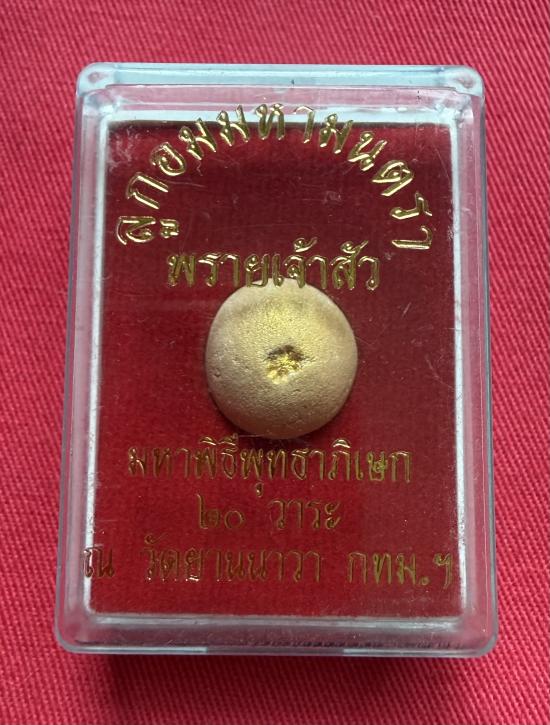 ลูกอมมหามนตรา
พรายเจ้าสัว
มหาพิธีพุทธาภิเษก
๒๐ วาระ
ณ วัดยานนาวา กทม.ฯ